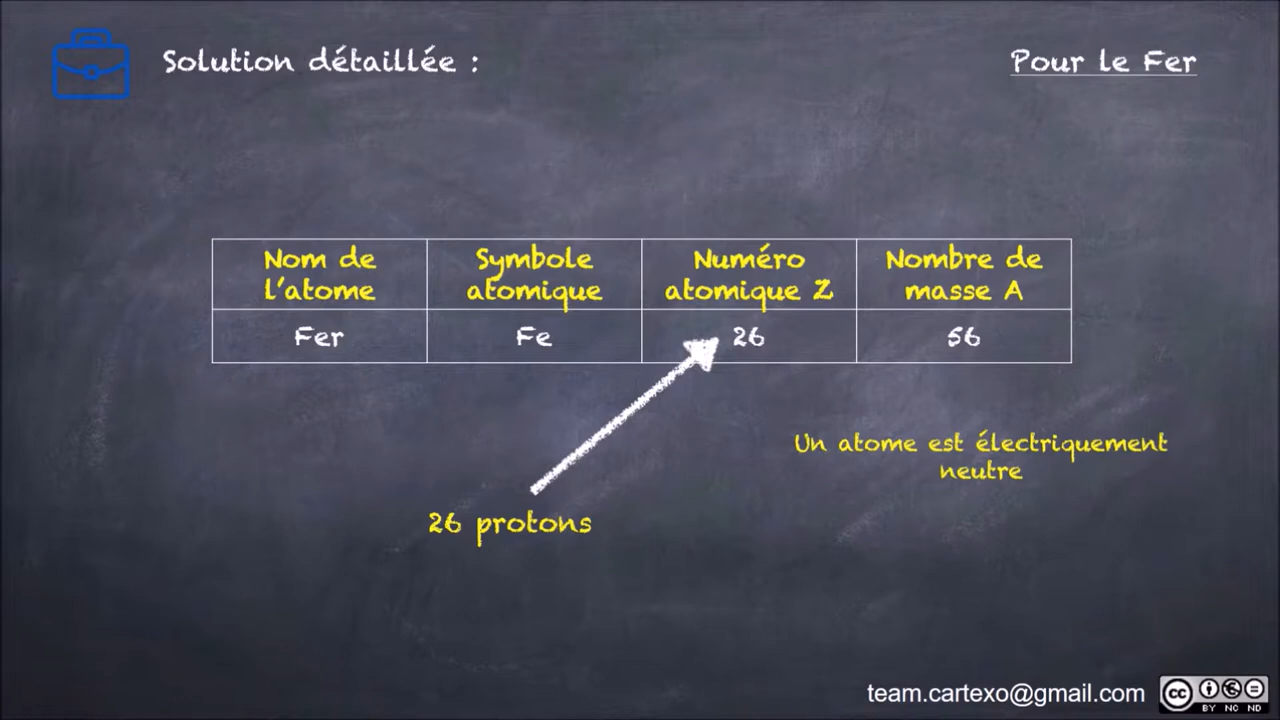 Solution détaillée :
Pour le Fer
Nom de
l'atome
Symbole
atomique
Numéro
atomique Z
Nombre de
masse A
Fer
Fe
26
56
Un atome est électriquement
neutre
26 protons
team.cartexo@gmail.com
cc
BY NC ND